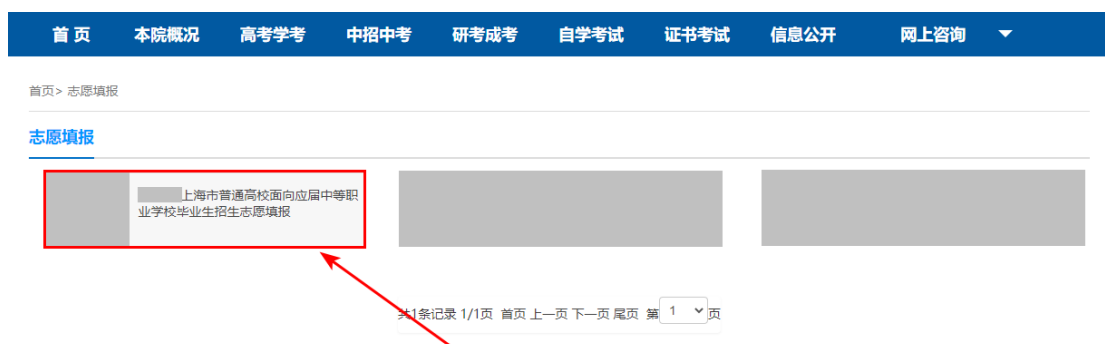 首 页 本院概况 高考学考 中招中考 研考成考 自学考试 证书考试 信息公开 网上咨询
首页> 志愿填报
志愿填报
上海市普通高校面向应届中等职
业学校毕业生招生志愿填报
共1条记录 1/1页 首页 上一页 下一页 尾页 第 1 页